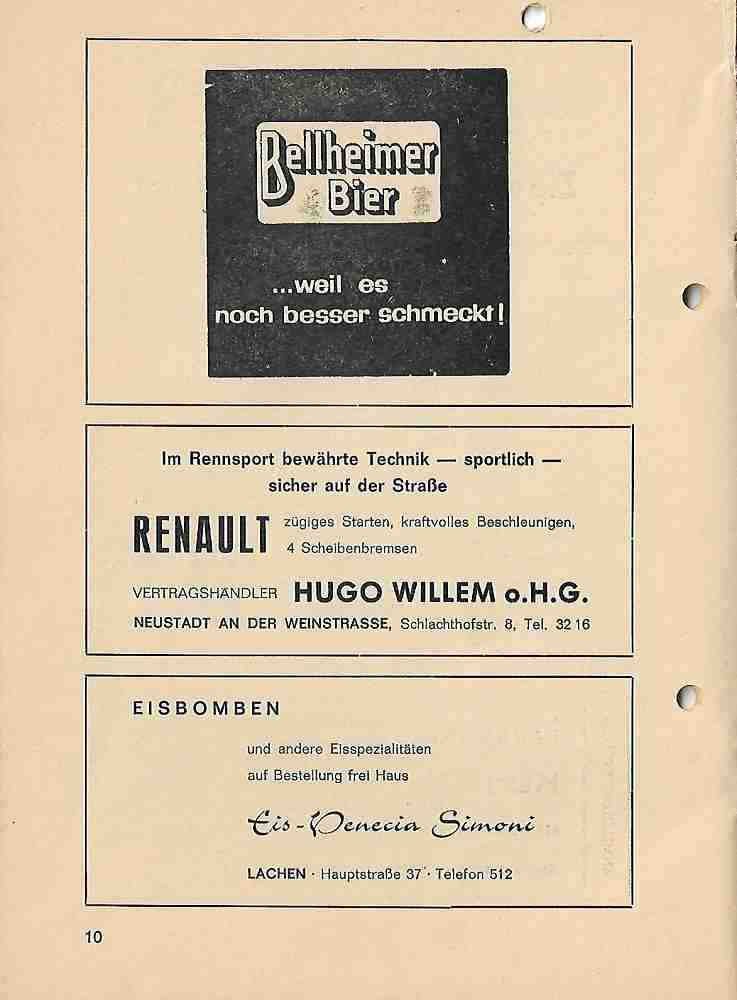 Bellheimer
Bier
...weil es
noch besser schmeckt!
Im Rennsport bewährte Technik — sportlich —
sicher auf der Straße
RENAULT
zügiges Starten, kraftvolles Beschleunigen,
4 Scheibenbremsen
VERTRAGSHÄNDLER HUGO WILLEM o.H.G.
NEUSTADT AN DER WEINSTRASSE, Schlachthofstr. 8, Tel. 32 16
EISBOMBEN
und andere Eisspezialitäten
auf Bestellung frei Haus
Eis-Venecia Simoni
LACHEN · Hauptstraße 37 · Telefon 512
10